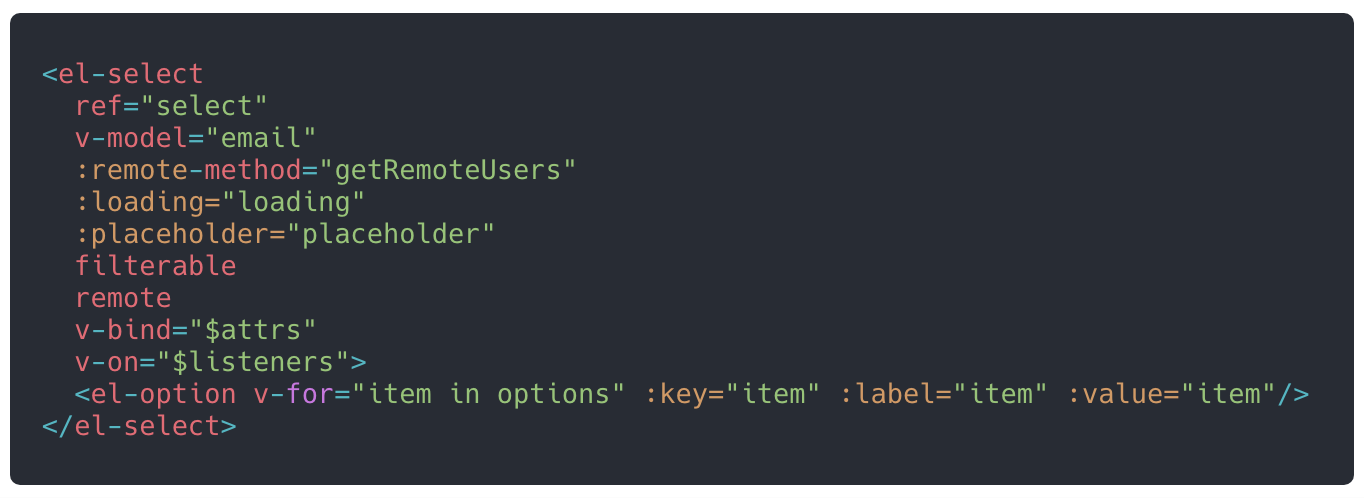 <el-select
  ref="select"
  v-model="email"
  :remote-method="getRemoteUsers"
  :loading="loading"
  :placeholder="placeholder"
  filterable
  remote
  v-bind="$attrs"
  v-on="$listeners">
  <el-option v-for="item in options" :key="item" :label="item" :value="item"/>
</el-select>